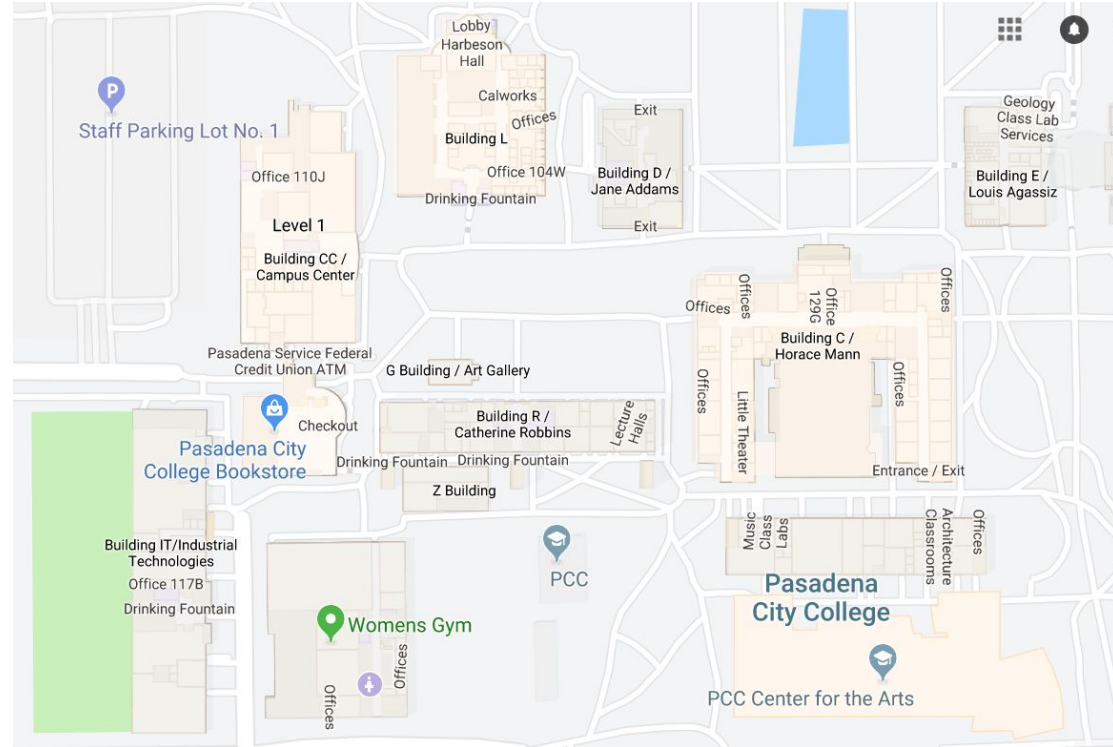 Lobby
Harbeson
Hall
Calworks
Offices
Building L
Office 104W
Drinking Fountain
P
Staff Parking Lot No. 1
Office 110J
Level 1
Building CC /
Campus Center
Exit
Building D /
Jane Addams
Exit
Geology
Class Lab
Services
Building E /
Louis Agassiz
Offices
Offices
Office
129G
Offices
Building C /
Horace Mann
Offices
Little Theater
Offices
Entrance / Exit
Pasadena Service Federal
Credit Union ATM
G Building / Art Gallery
Checkout
Pasadena City
College Bookstore
Building R /
Catherine Robbins
Lecture
Halls
Drinking Fountain
Drinking Fountain
Z Building
Building IT/Industrial
Technologies
Office 117B
Drinking Fountain
Womens Gym
Offices
Offices
PCC
Music
Class
Labs
Architecture
Classrooms
Offices
Pasadena
City College
PCC Center for the Arts